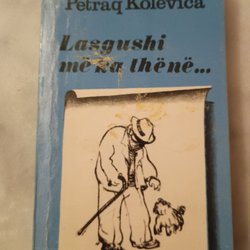 Petraq Kolevica
Lasgushi
më ka thënë...